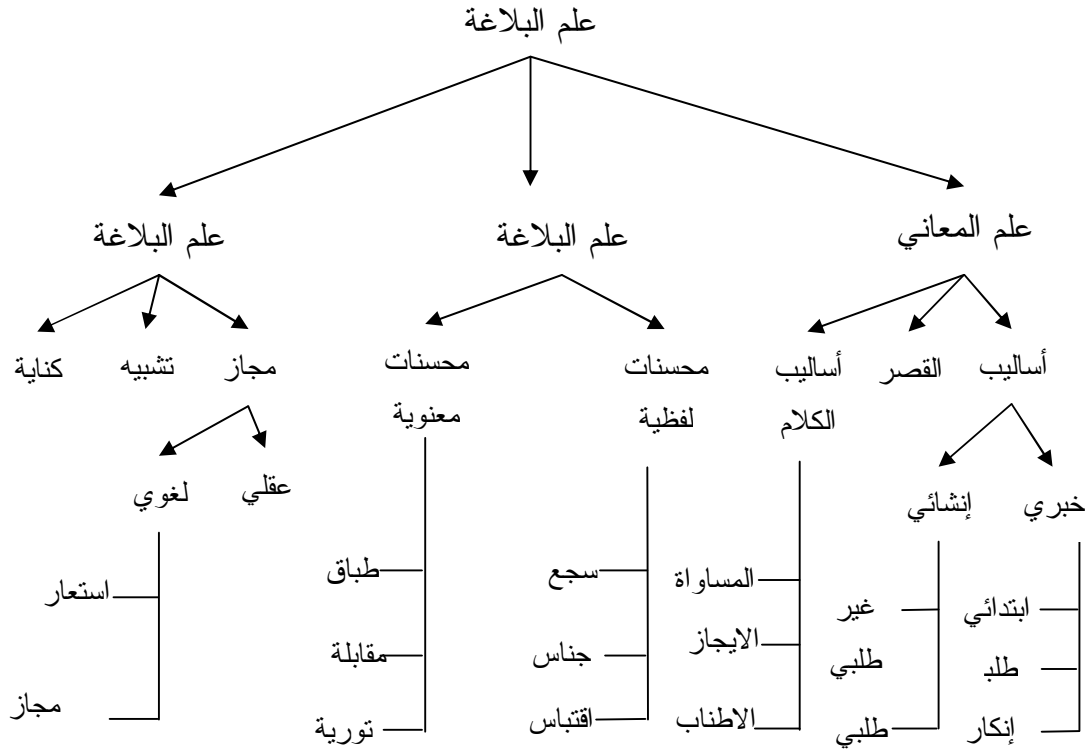 علم البلاغة
علم المعاني
علم البلاغة
علم البلاغة
أساليب
القصر
أساليب
الكلام
محسنات
لفظية
محسنات
معنوية
مجاز
تشبيه
كناية
خبري
إنشائي
عقلي
لغوي
ابتدائي
طلبـ
إنكار
غير
طلبي
طلبي
المساواة
الايجاز
الاطناب
سجع
جناس
اقتباس
طباق
مقابلة
تورية
استعار
مجاز